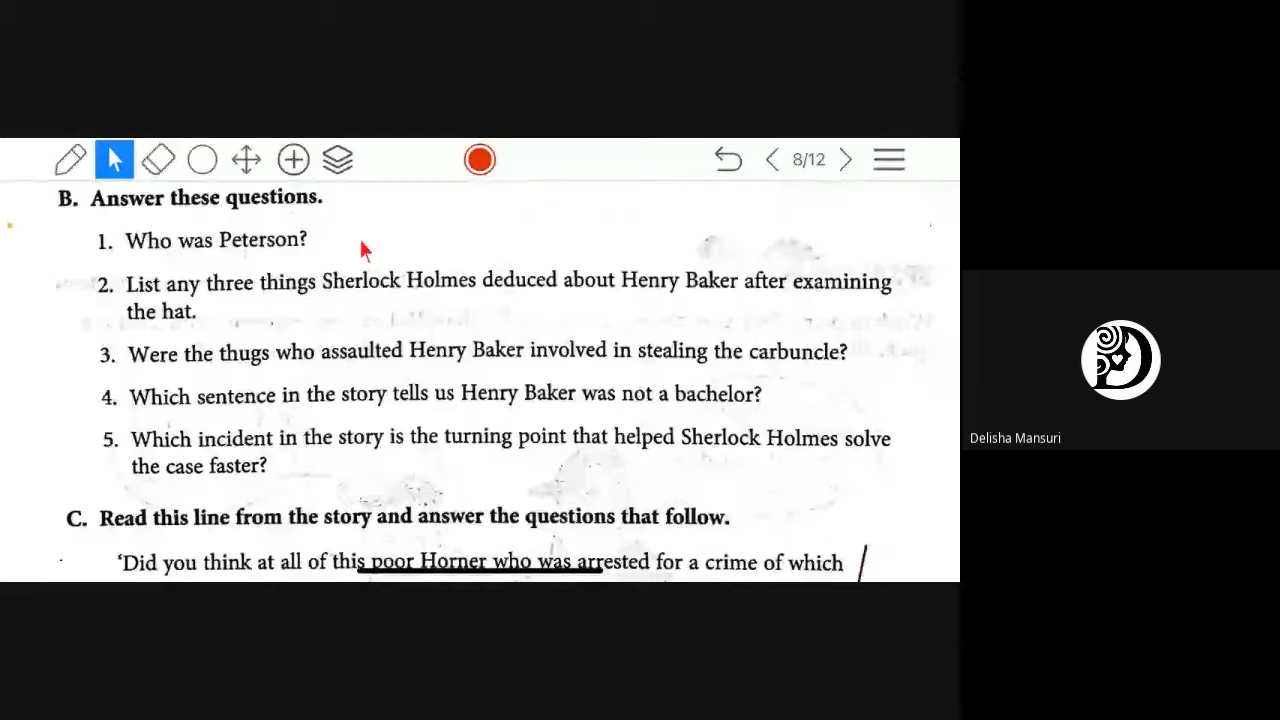 8/12
B. Answer these questions.
1. Who was Peterson?
2. List any three things Sherlock Holmes deduced about Henry Baker after examining
the hat.
3. Were the thugs who assaulted Henry Baker involved in stealing the carbuncle?
4. Which sentence in the story tells us Henry Baker was not a bachelor?
5. Which incident in the story is the turning point that helped Sherlock Holmes solve
the case faster?
C. Read this line from the story and answer the questions that follow.
‘Did you think at all of this poor Horner who was arrested for a crime of which
Delisha Mansuri